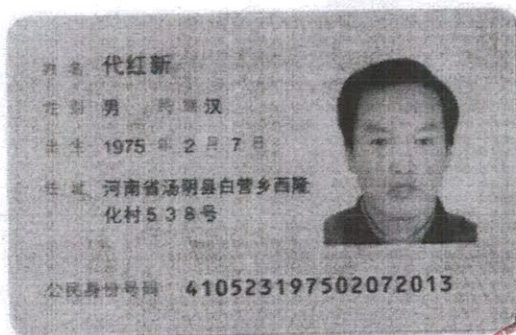 姓名 代红新
性别 男 民族 汉
出生 1975 年 2 月 7 日
住址 河南省汤阴县白营乡西隆
化村538号
公民身份号码 410523197502072013